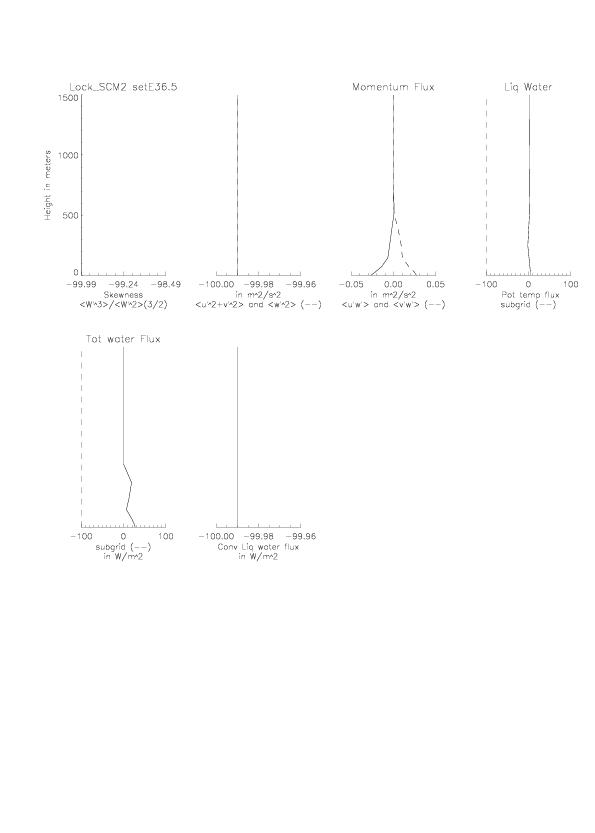 Lock_SCM2 setE36.5
Momentum Flux
Liq Water
Height in meters
1500
1000
500
0
-99.99 -99.24 -98.49
Skewness
<W'^3>/<W'^2>(3/2)
-100.00 -99.98 -99.96
in m^2/s^2
<u'^2+v'^2> and <w'^2> (--)
-0.05 0.00 0.05
in m^2/s^2
<u'w'> and <v'w'> (--)
-100 0 100
Pot temp flux
subgrid (--)
Tot water Flux
-100 0 100
subgrid (--)
in W/m^2
-100.00 -99.98 -99.96
Conv Liq water flux
in W/m^2